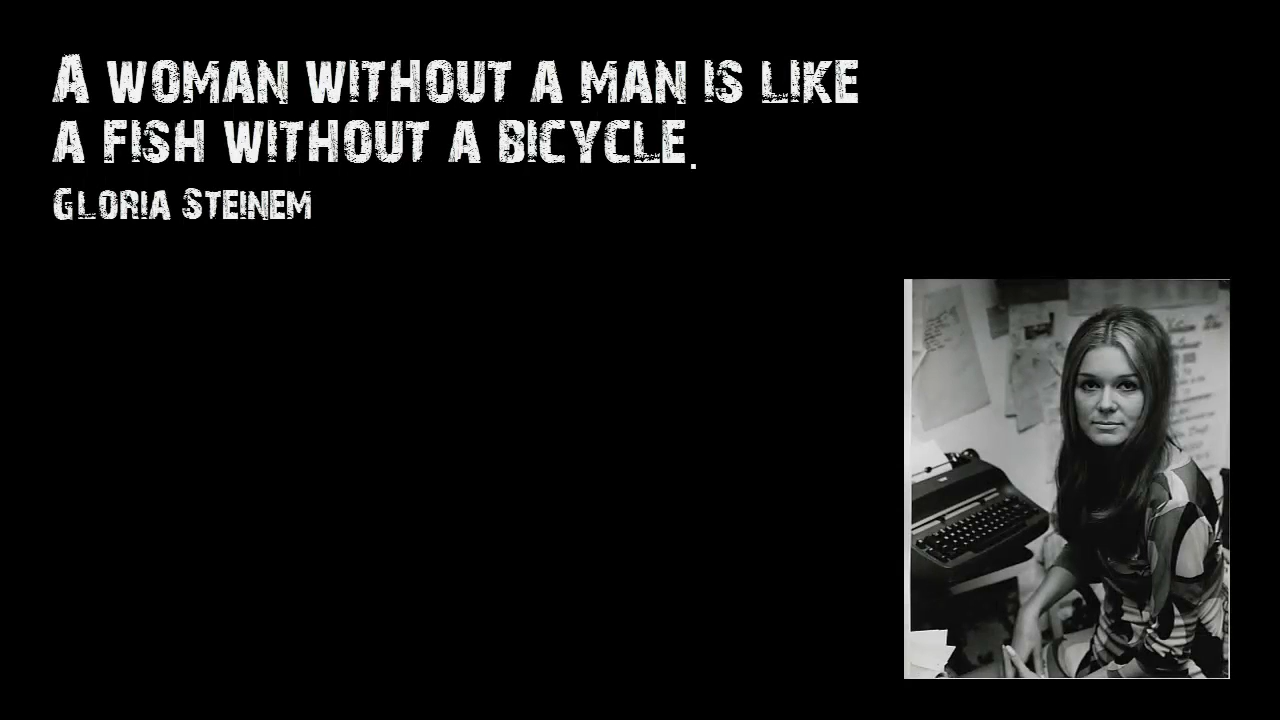 A woman without a man is like
a fish without a bicycle.
Gloria Steinem